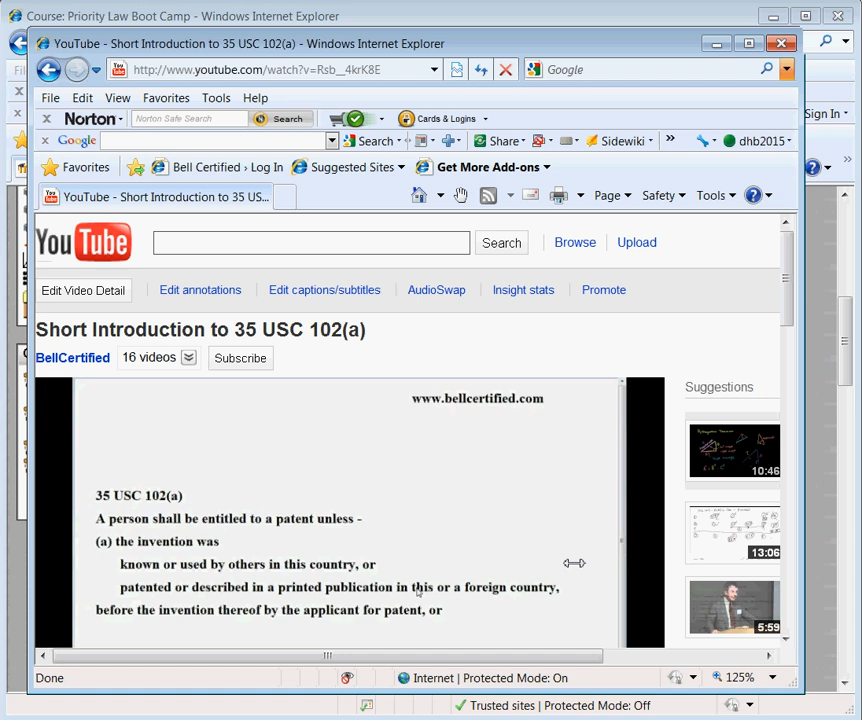 Course: Priority Law Boot Camp - Windows Internet Explorer
YouTube - Short Introduction to 35 USC 102(a) - Windows Internet Explorer
http://www.youtube.com/watch?v=Rsb__4krK8E
Google
File Edit View Favorites Tools Help
x Norton Norton Safe Search Search Cards & Logins
x Google Search Share Sidewiki » dhb2015
Sign In
Favorites Bell Certified › Log In Suggested Sites Get More Add-ons
YouTube - Short Introduction to 35 US...
Page Safety Tools
You Tube
Search Browse Upload
Edit Video Detail Edit annotations Edit captions/subtitles AudioSwap Insight stats Promote
Short Introduction to 35 USC 102(a)
BellCertified 16 videos Subscribe
www.bellcertified.com
Suggestions
10:46
13:06
5:59
35 USC 102(a)
A person shall be entitled to a patent unless -
(a) the invention was
known or used by others in this country, or
patented or described in a printed publication in this or a foreign country,
before the invention thereof by the applicant for patent, or
Done
Internet | Protected Mode: On
125%
Trusted sites | Protected Mode: Off